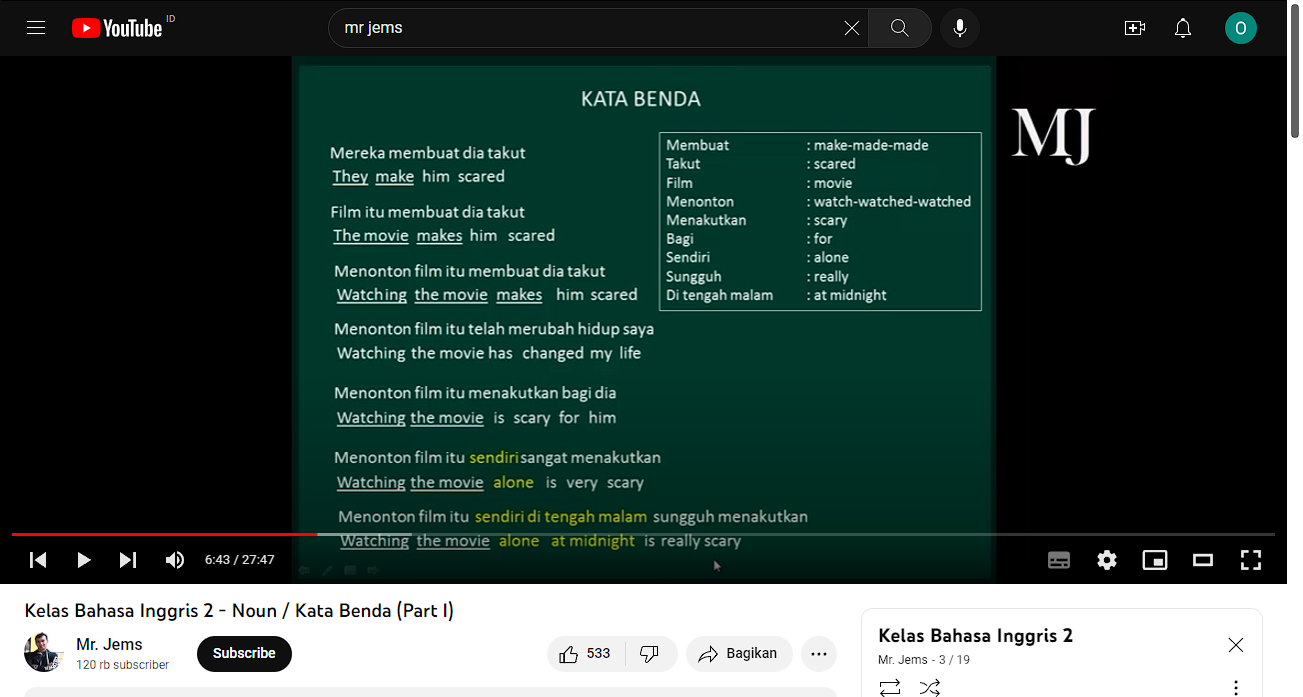 YouTube ID
mr jems
O
KATA BENDA
MJ
Mereka membuat dia takut
They make him scared
Film itu membuat dia takut
The movie makes him scared
Menonton film itu membuat dia takut
Watching the movie makes him scared
Menonton film itu telah merubah hidup saya
Watching the movie has changed my life
Menonton film itu menakutkan bagi dia
Watching the movie is scary for him
Menonton film itu sendiri sangat menakutkan
Watching the movie alone is very scary
Menonton film itu sendiri di tengah malam sungguh menakutkan
Watching the movie alone at midnight is really scary
Membuat : make-made-made
Takut : scared
Film : movie
Menonton : watch-watched-watched
Menakutkan : scary
Bagi : for
Sendiri : alone
Sungguh : really
Di tengah malam : at midnight
6:43 / 27:47
Kelas Bahasa Inggris 2 - Noun / Kata Benda (Part I)
Mr. Jems
120 rb subscriber
Subscribe
533
Bagikan
Kelas Bahasa Inggris 2
Mr. Jems - 3 / 19